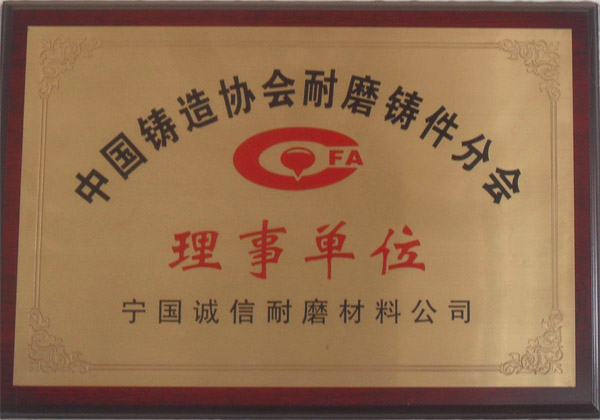 中国铸造协会耐磨铸件分会
FA
理事单位
宁国诚信耐磨材料公司